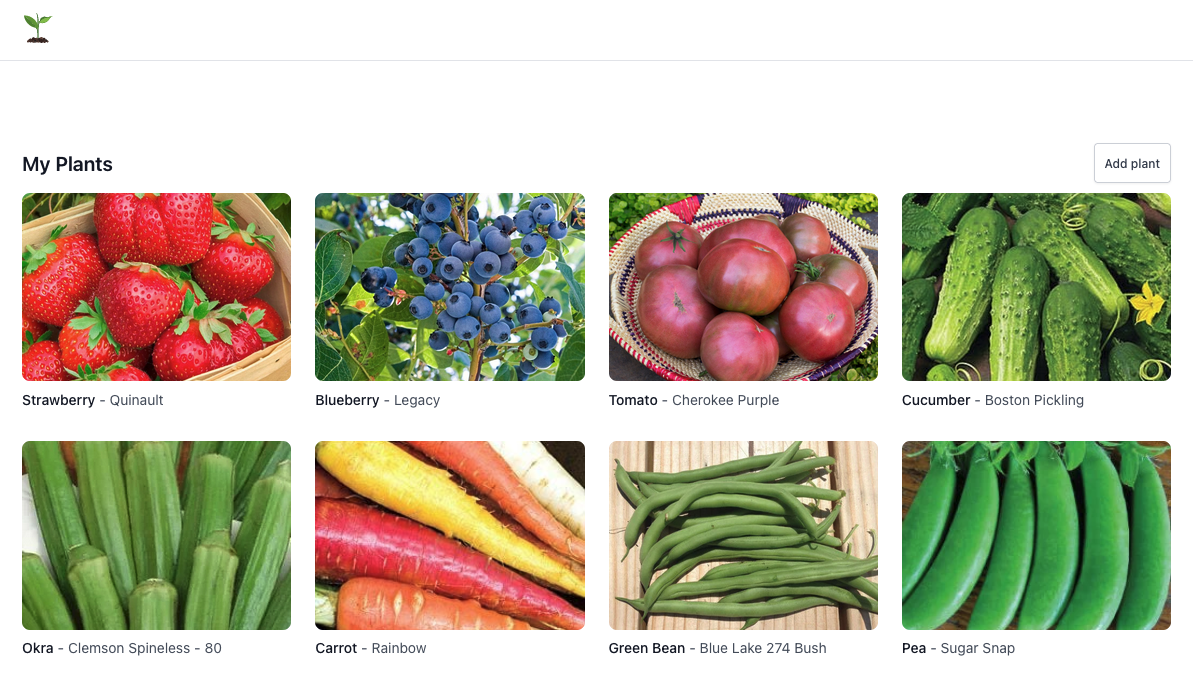 My Plants
Add plant
Strawberry - Quinault
Blueberry - Legacy
Tomato - Cherokee Purple
Cucumber - Boston Pickling
Okra - Clemson Spineless - 80
Carrot - Rainbow
Green Bean - Blue Lake 274 Bush
Pea - Sugar Snap